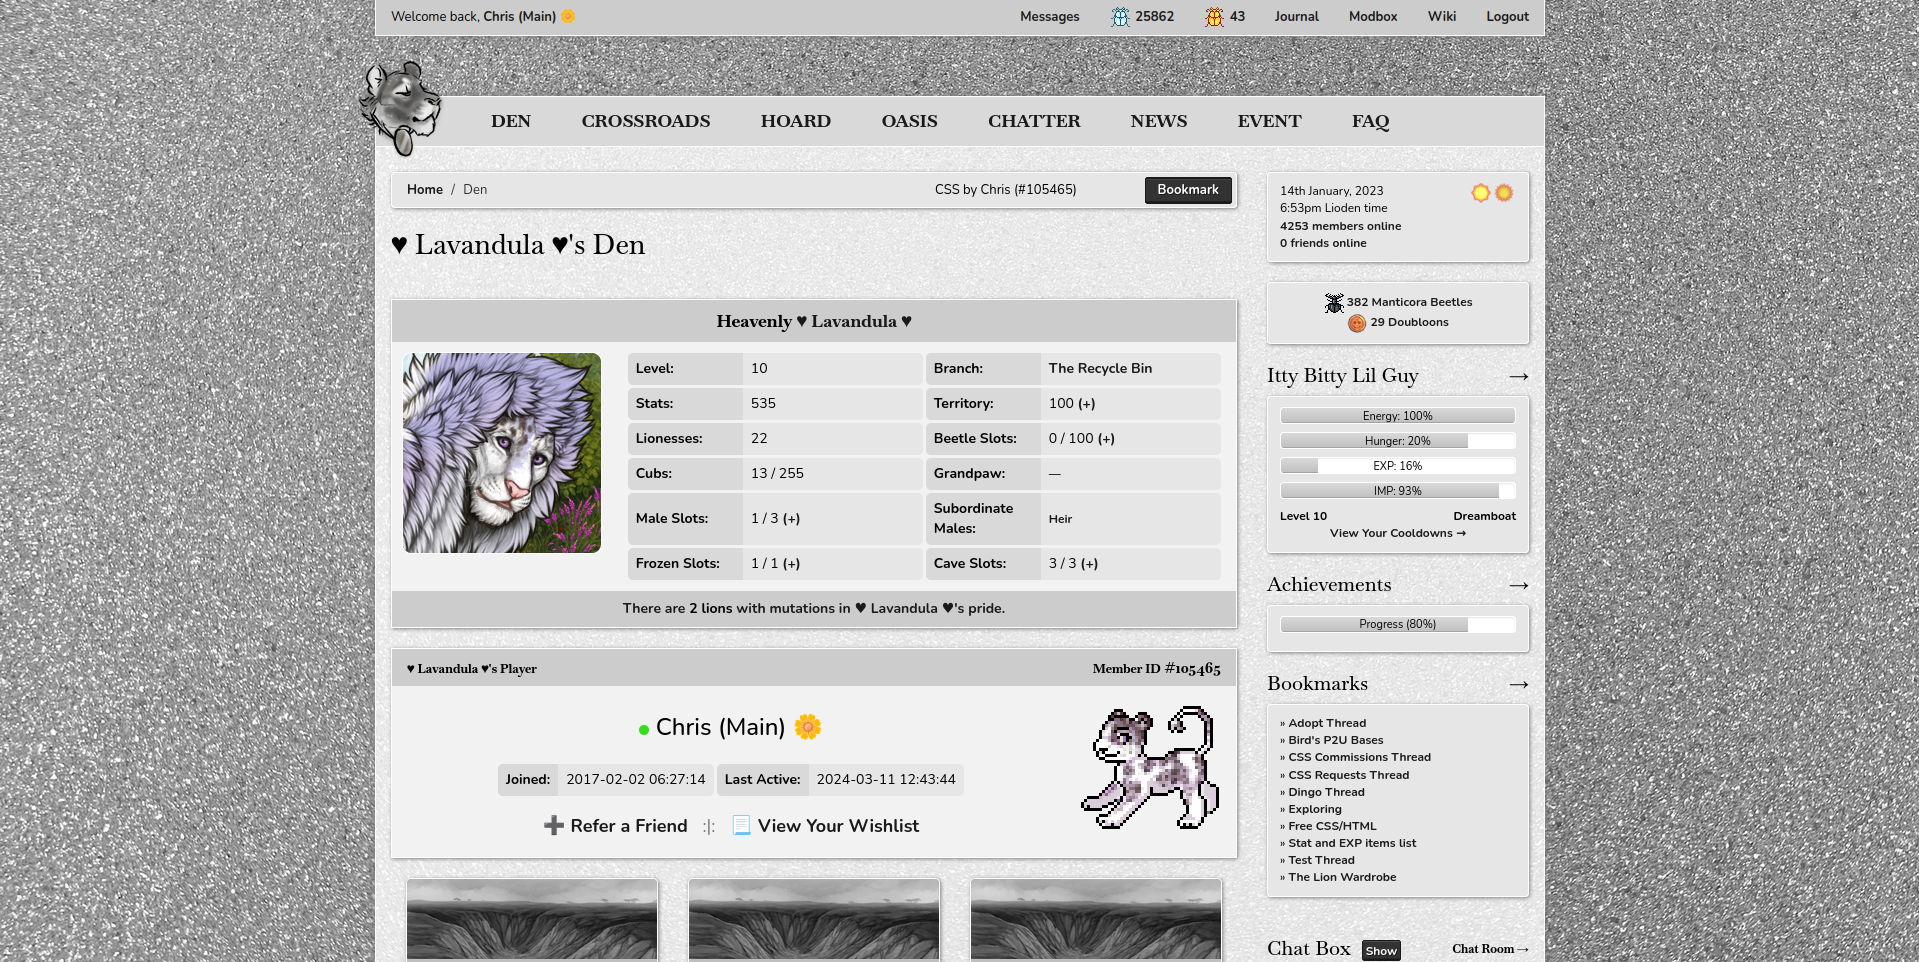 Welcome back, Chris (Main)
Messages 25862 43 Journal Modbox Wiki Logout
DEN CROSSROADS HOARD OASIS CHATTER NEWS EVENT FAQ
Home / Den CSS by Chris (#105465) Bookmark
♥ Lavandula ♥'s Den
Heavenly ♥ Lavandula ♥
Level: 10 Branch: The Recycle Bin
Stats: 535 Territory: 100 (+)
Lionesses: 22 Beetle Slots: 0 / 100 (+)
Cubs: 13 / 255 Grandpaw: —
Male Slots: 1 / 3 (+) Subordinate Males: Heir
Frozen Slots: 1 / 1 (+) Cave Slots: 3 / 3 (+)
There are 2 lions with mutations in ♥ Lavandula ♥'s pride.
♥ Lavandula ♥'s Player Member ID #105465
Chris (Main)
Joined: 2017-02-02 06:27:14 Last Active: 2024-03-11 12:43:44
➕ Refer a Friend :|: 📃 View Your Wishlist
14th January, 2023
6:53pm Lioden time
4253 members online
0 friends online
382 Manticora Beetles
29 Doubloons
Itty Bitty Lil Guy →
Energy: 100%
Hunger: 20%
EXP: 16%
IMP: 93%
Level 10 Dreamboat
View Your Cooldowns →
Achievements →
Progress (80%)
Bookmarks →
» Adopt Thread
» Bird's P2U Bases
» CSS Commissions Thread
» CSS Requests Thread
» Dingo Thread
» Exploring
» Free CSS/HTML
» Stat and EXP items list
» Test Thread
» The Lion Wardrobe
Chat Box Show Chat Room→